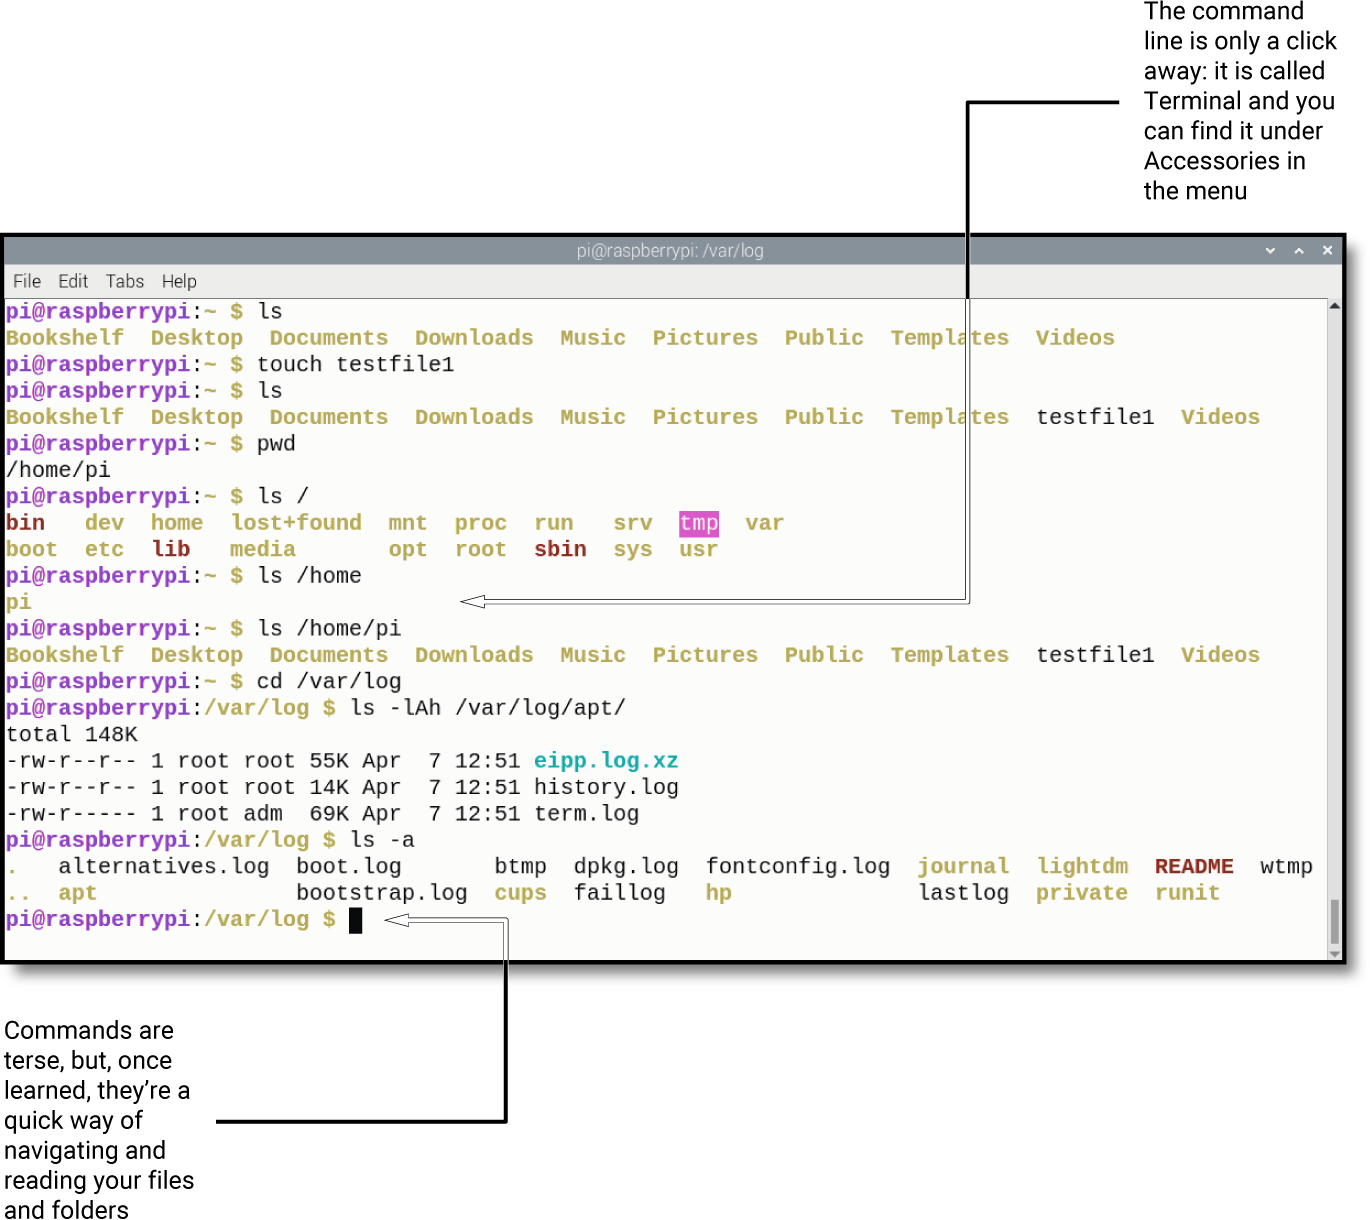 The command
line is only a click
away: it is called
Terminal and you
can find it under
Accessories in
the menu
pi@raspberrypi: /var/log
File Edit Tabs Help
pi@raspberrypi:~ $ ls
Bookshelf Desktop Documents Downloads Music Pictures Public Templates Videos
pi@raspberrypi:~ $ touch testfile1
pi@raspberrypi:~ $ ls
Bookshelf Desktop Documents Downloads Music Pictures Public Templates testfile1 Videos
pi@raspberrypi:~ $ pwd
/home/pi
pi@raspberrypi:~ $ ls /
bin dev home lost+found mnt proc run srv tmp var
boot etc lib media opt root sbin sys usr
pi@raspberrypi:~ $ ls /home
pi
pi@raspberrypi:~ $ ls /home/pi
Bookshelf Desktop Documents Downloads Music Pictures Public Templates testfile1 Videos
pi@raspberrypi:~ $ cd /var/log
pi@raspberrypi:/var/log $ ls -lAh /var/log/apt/
total 148K
-rw-r--r-- 1 root root 55K Apr 7 12:51 eipp.log.xz
-rw-r--r-- 1 root root 14K Apr 7 12:51 history.log
-rw-r----- 1 root adm 69K Apr 7 12:51 term.log
pi@raspberrypi:/var/log $ ls -a
. alternatives.log boot.log btmp dpkg.log fontconfig.log journal lightdm README wtmp
.. apt bootstrap.log cups faillog hp lastlog private runit
pi@raspberrypi:/var/log $
Commands are
terse, but, once
learned, they’re a
quick way of
navigating and
reading your files
and folders